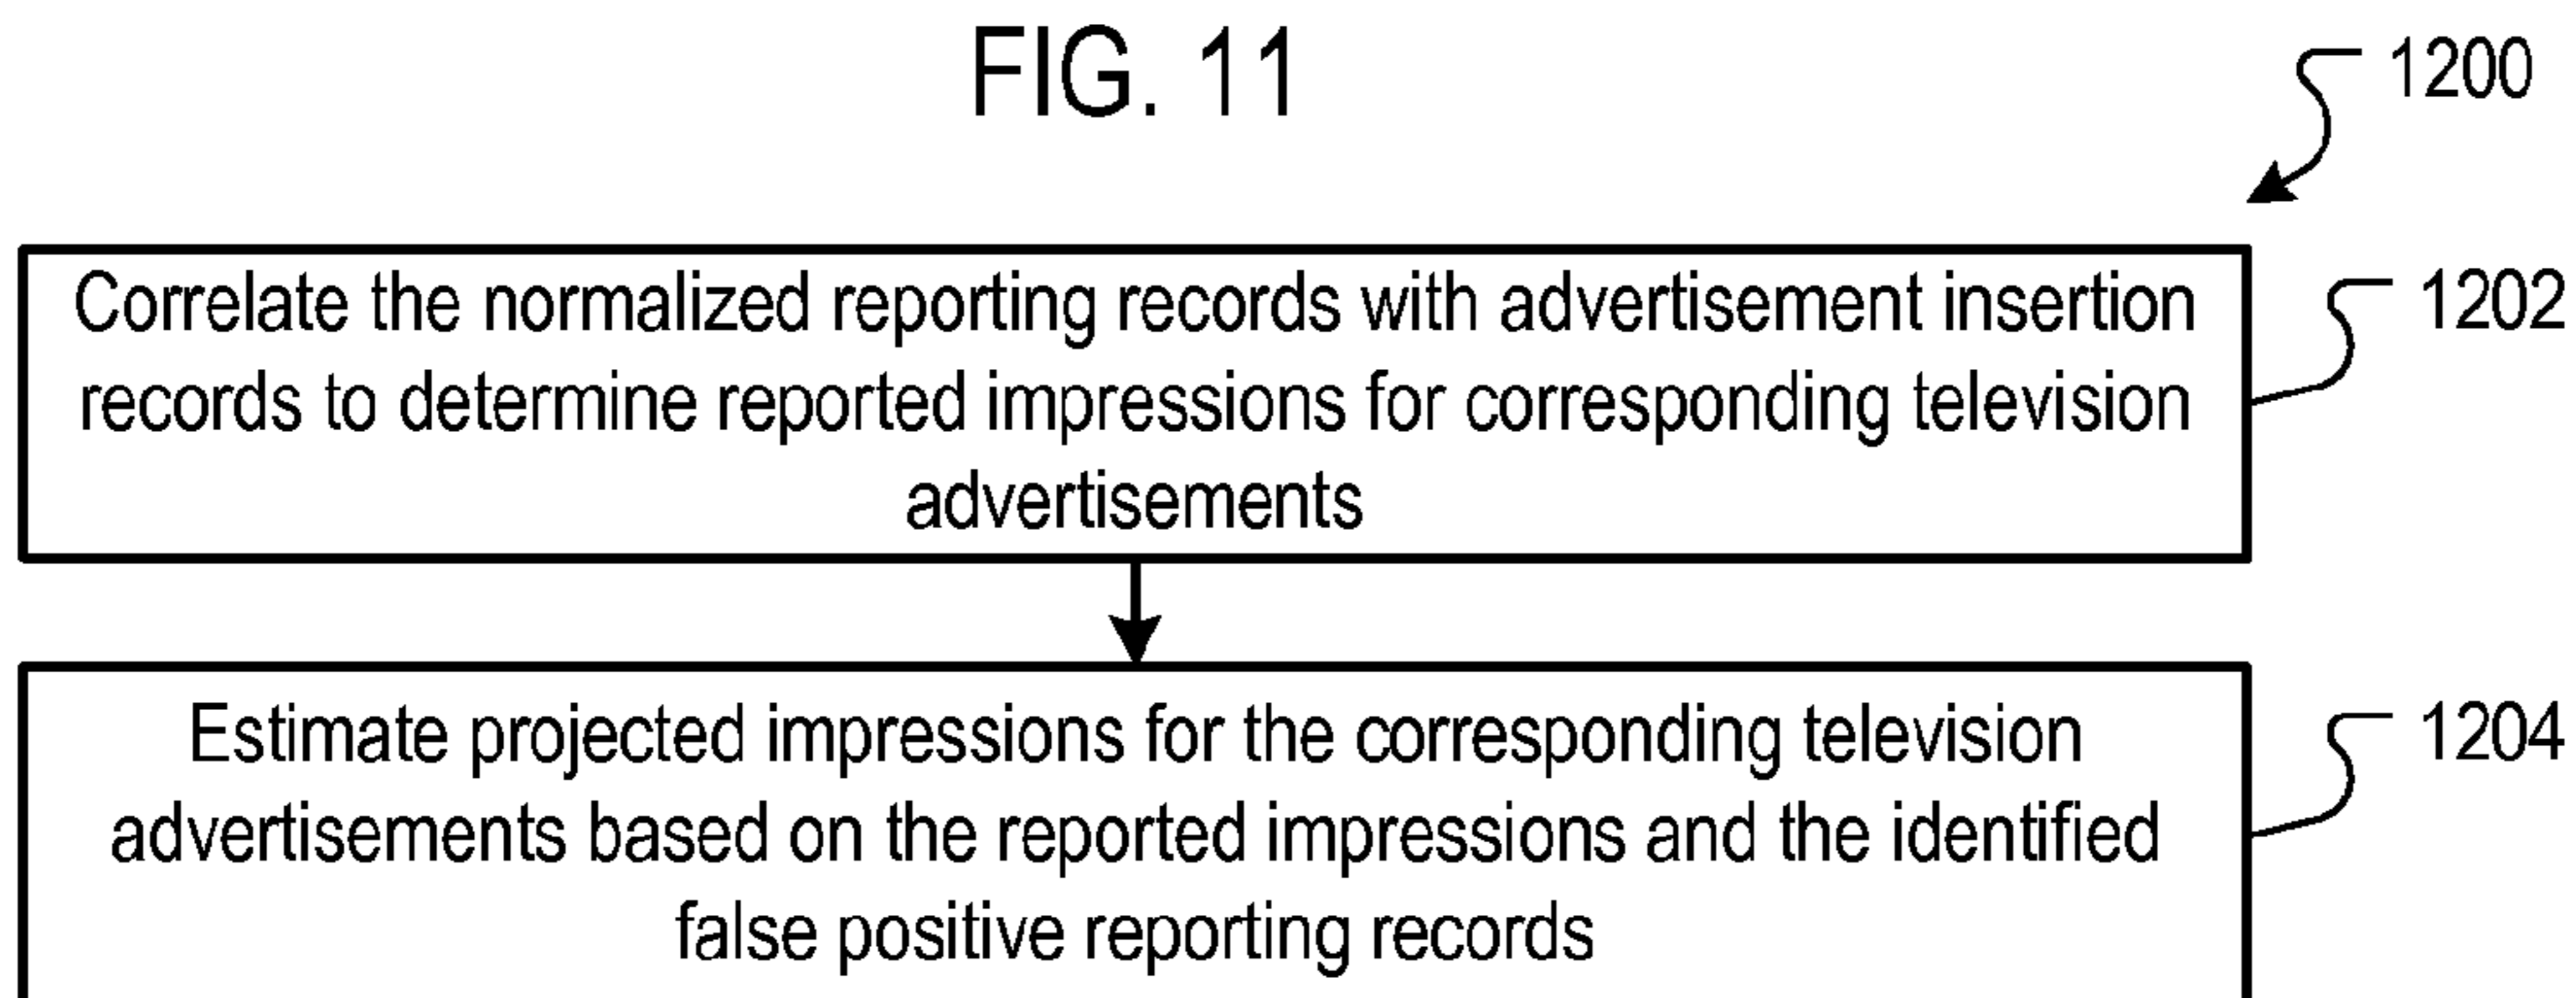 FIG. 11
1200
Correlate the normalized reporting records with advertisement insertion
records to determine reported impressions for corresponding television
advertisements
1202
Estimate projected impressions for the corresponding television
advertisements based on the reported impressions and the identified
false positive reporting records
1204